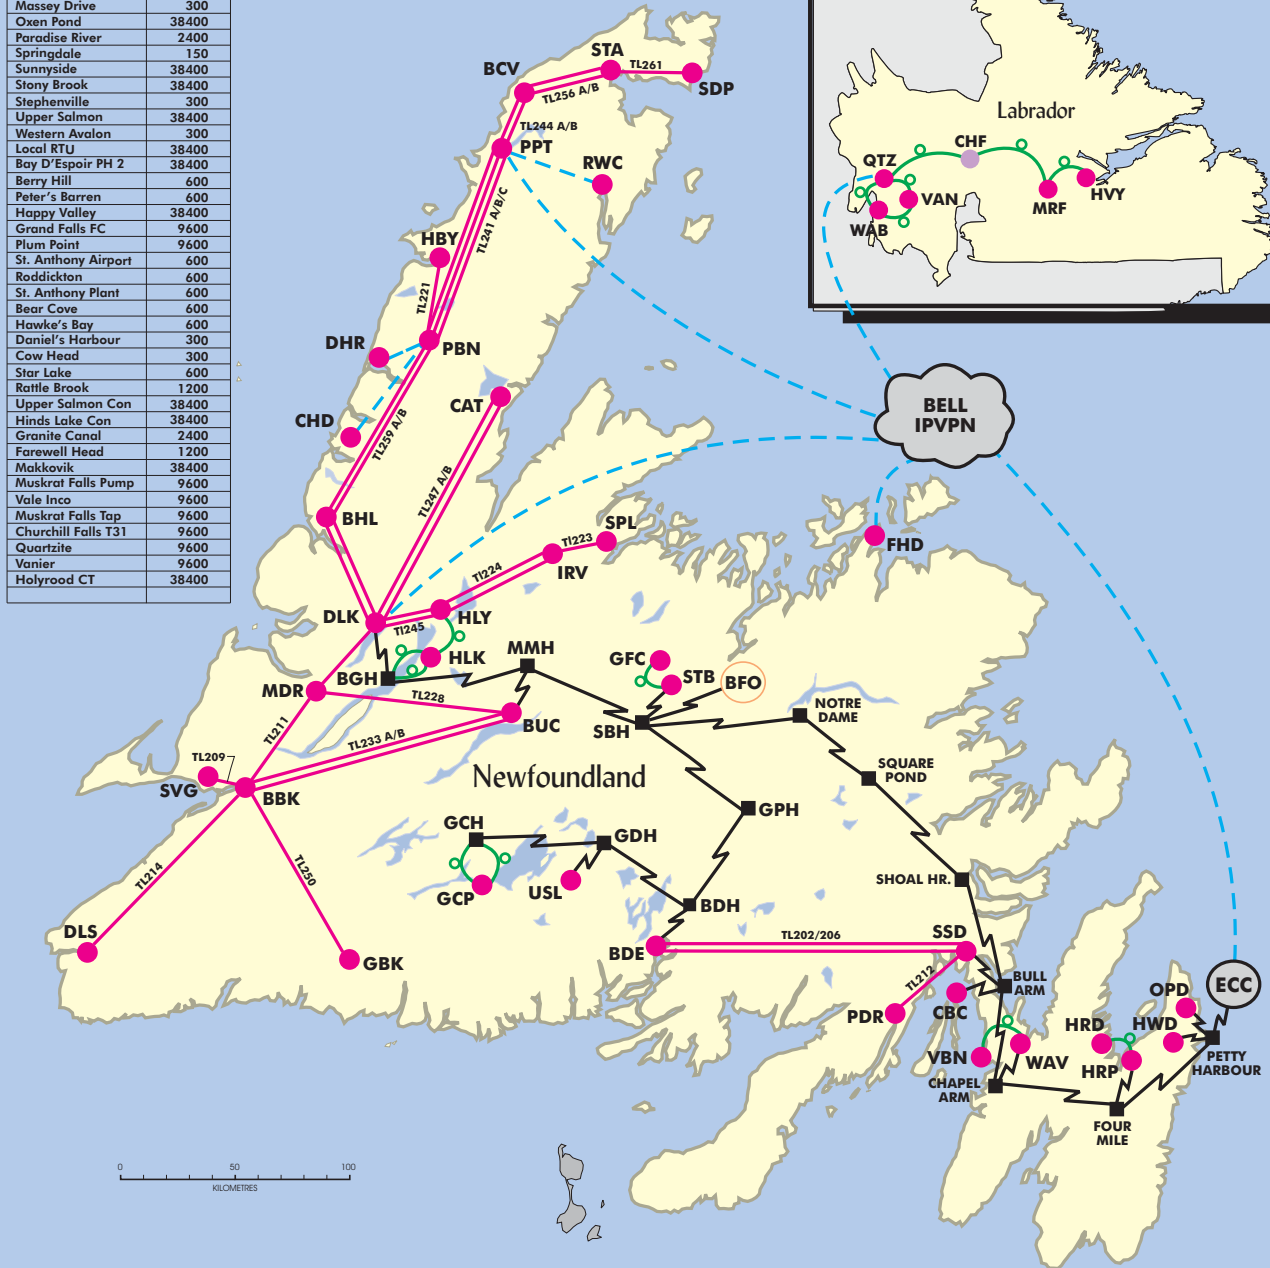 Massey Drive 300
Oxen Pond 38400
Paradise River 2400
Springdale 150
Sunnyside 38400
Stony Brook 38400
Stephenville 300
Upper Salmon 38400
Western Avalon 300
Local RTU 38400
Bay D'Espoir PH 2 38400
Berry Hill 600
Peter's Barren 600
Happy Valley 38400
Grand Falls FC 9600
Plum Point 9600
St. Anthony Airport 600
Roddickton 600
St. Anthony Plant 600
Bear Cove 600
Hawke's Bay 600
Daniel's Harbour 300
Cow Head 300
Star Lake 600
Rattle Brook 1200
Upper Salmon Con 38400
Hinds Lake Con 38400
Granite Canal 2400
Farewell Head 1200
Makkovik 38400
Muskrat Falls Pump 9600
Vale Inco 9600
Muskrat Falls Tap 9600
Churchill Falls T31 9600
Quartzite 9600
Vanier 9600
Holyrood CT 38400
STA
BCV
TL261
SDP
TL256 A/B
TL244 A/B
PPT
RWC
TL241 A/B/C
HBY
TL221
DHR
PBN
CAT
CHD
TL259 A/B
TL247 A/B
BHL
SPL
Tl223
IRV
Tl224
DLK
HLY
Tl245
HLK
BGH
MMH
MDR
TL228
BUC
TL211
TL233 A/B
TL209
SVG
BBK
Newfoundland
GFC
STB
BFO
SBH
NOTRE
DAME
SQUARE
POND
GPH
GCH
GDH
GCP
USL
BDH
SHOAL HR.
TL214
TL250
DLS
GBK
BDE
TL202/206
SSD
TL212
PDR
CBC
BULL
ARM
VBN
WAV
CHAPEL
ARM
HRD
HRP
HWD
OPD
ECC
PETTY
HARBOUR
FOUR
MILE
FHD
BELL
IPVPN
Labrador
CHF
QTZ
VAN
WAB
MRF
HVY
0 50 100
KILOMETRES